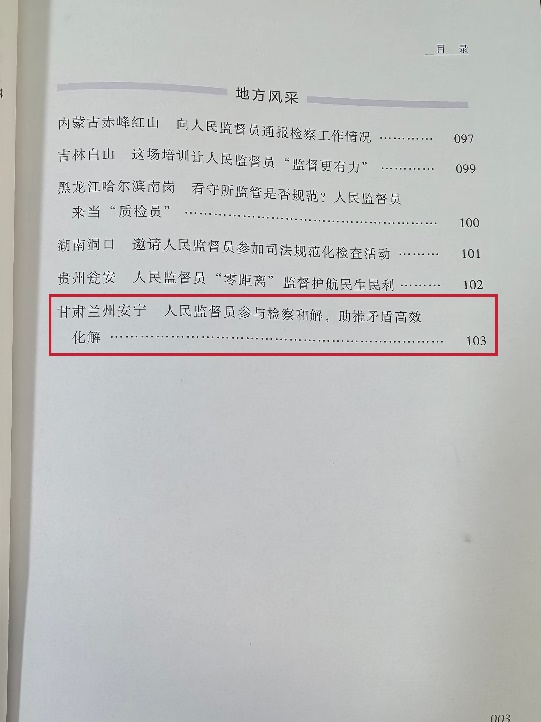 目 录
地方风采
内蒙古赤峰红山 向人民监督员通报检察工作情况 ………… 097
吉林白山 这场培训让人民监督员“监督更有力” ………… 099
黑龙江哈尔滨南岗 看守所监管是否规范？人民监督员
来当“质检员” ……………………………………………… 100
湖南洞口 邀请人民监督员参加司法规范化检查活动 ……… 101
贵州瓮安 人民监督员“零距离”监督护航民生民利 ……… 102
甘肃兰州安宁 人民监督员参与检察和解，助推矛盾高效
化解 ………………………………………………………… 103
003